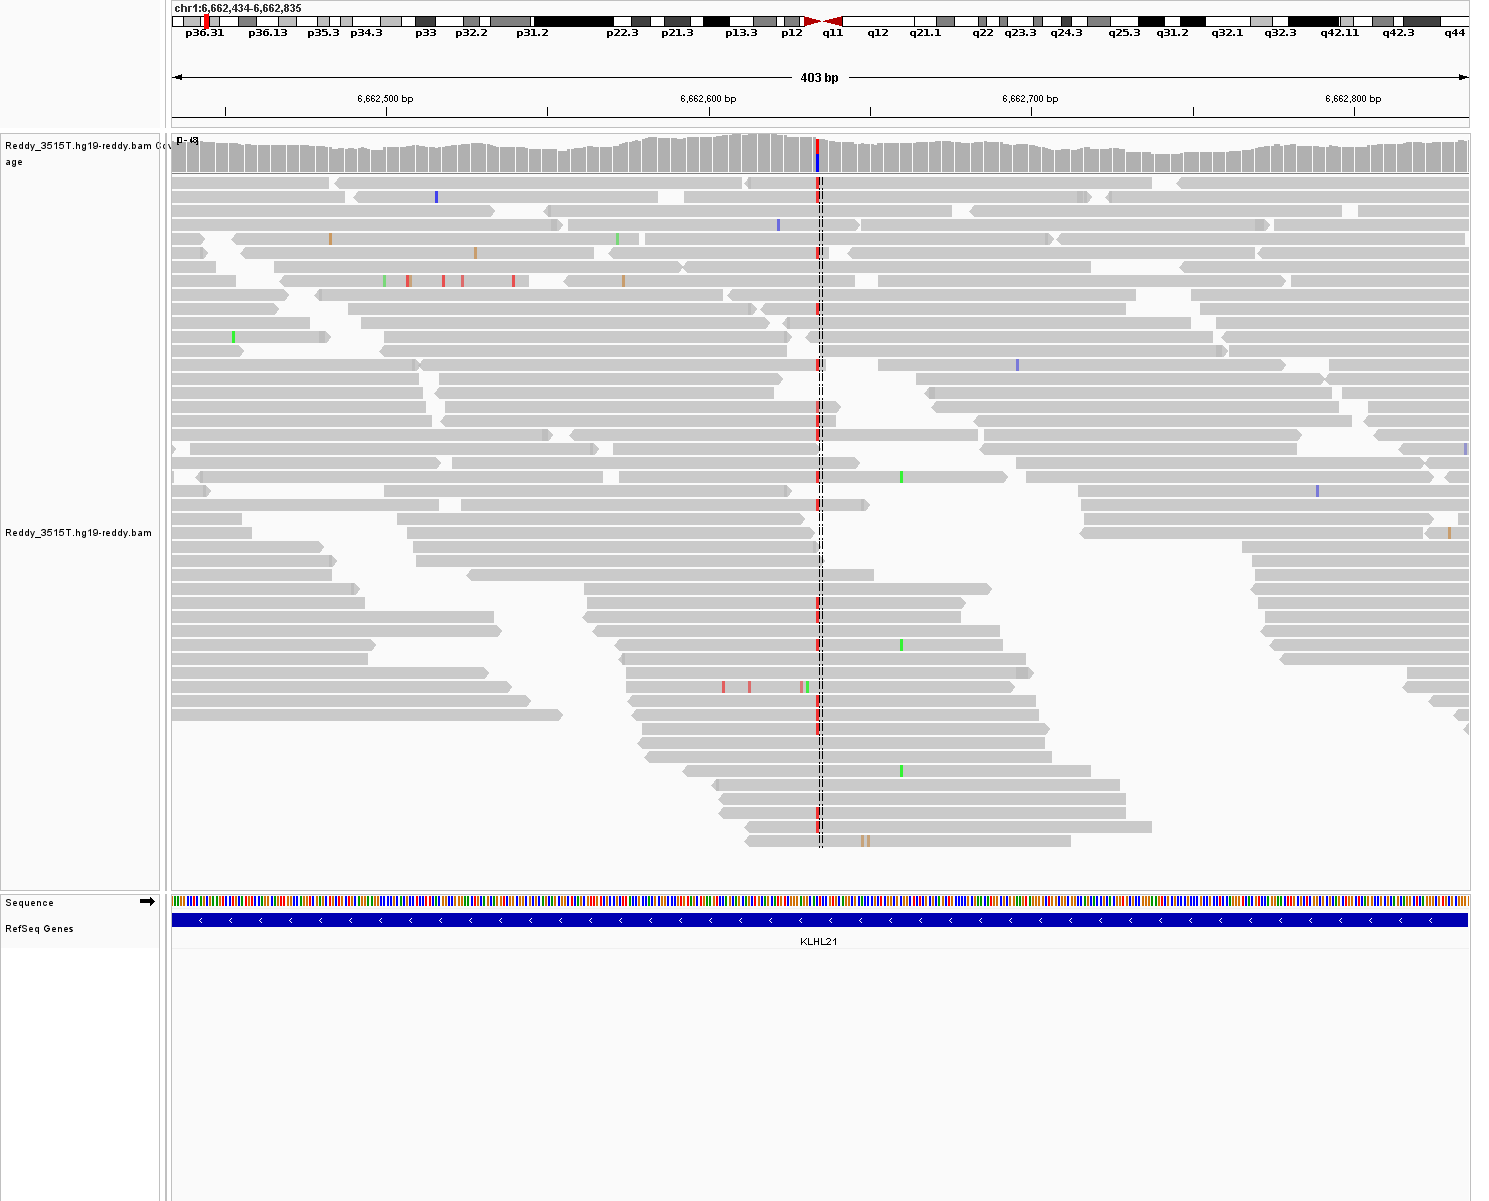 chr1:6,662,434-6,662,835
p36.31 p36.13 p35.3 p34.3 p33 p32.2 p31.2 p22.3 p21.3 p13.3 p12 q11 q12 q21.1 q22 q23.3 q24.3 q25.3 q31.2 q32.1 q32.3 q42.11 q42.3 q44
403 bp
6,662,500 bp 6,662,600 bp 6,662,700 bp 6,662,800 bp
Reddy_3515T.hg19-reddy.bam Cov
age
Reddy_3515T.hg19-reddy.bam
Sequence
RefSeq Genes
KLHL21